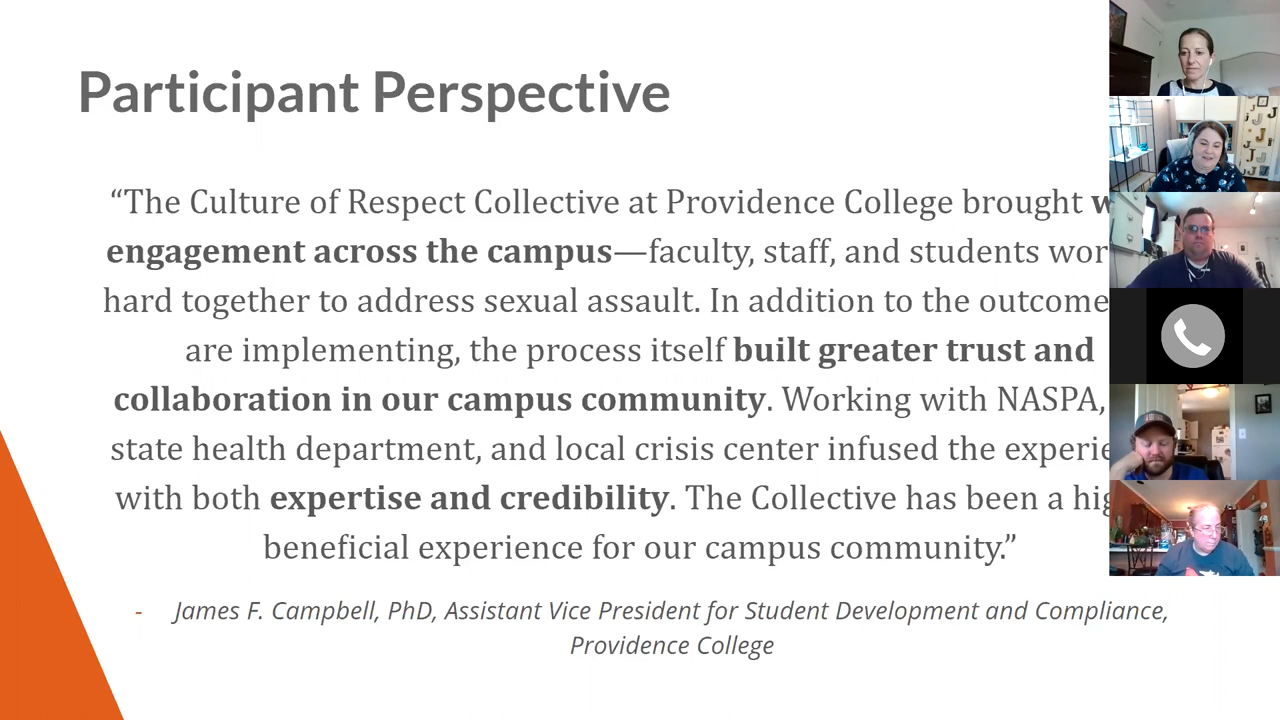 Participant Perspective
“The Culture of Respect Collective at Providence College brought
engagement across the campus—faculty, staff, and students
hard together to address sexual assault. In addition to the
are implementing, the process itself built greater trust and
collaboration in our campus community. Working with NASPA,
state health department, and local crisis center infused the
with both expertise and credibility. The Collective has been a
beneficial experience for our campus community.”
- James F. Campbell, PhD, Assistant Vice President for Student Development and Compliance,
Providence College